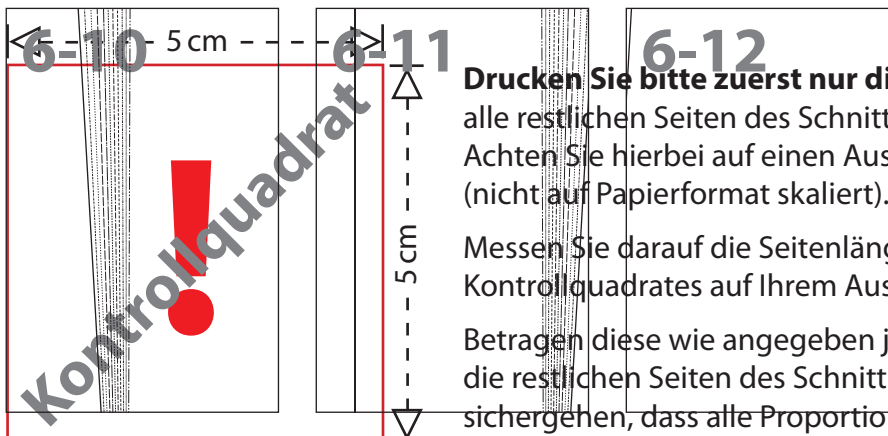 6-10
6-11
6-12
5 cm
5 cm
Kontrollquadrat
!
Drucken Sie bitte zuerst nur di
alle restlichen Seiten des Schnitt
Achten Sie hierbei auf einen Aus
(nicht auf Papierformat skaliert).
Messen Sie darauf die Seitenläng
Kontrollquadrates auf Ihrem Aus
Betragen diese wie angegeben j
die restlichen Seiten des Schnitt
sichergehen, dass alle Proportio